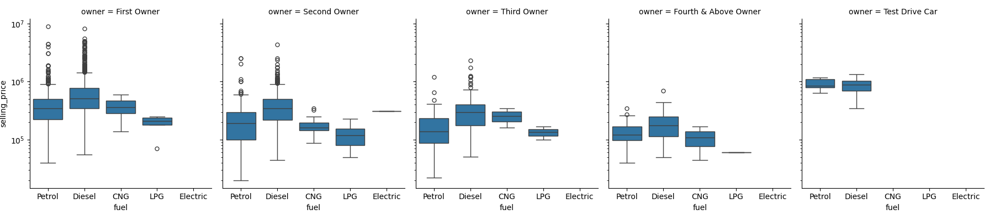 owner = First Owner
owner = Second Owner
owner = Third Owner
owner = Fourth & Above Owner
owner = Test Drive Car
selling_price
10^7
10^6
10^5
Petrol Diesel CNG LPG Electric
Petrol Diesel CNG LPG Electric
Petrol Diesel CNG LPG Electric
Petrol Diesel CNG LPG Electric
Petrol Diesel CNG LPG Electric
fuel
fuel
fuel
fuel
fuel